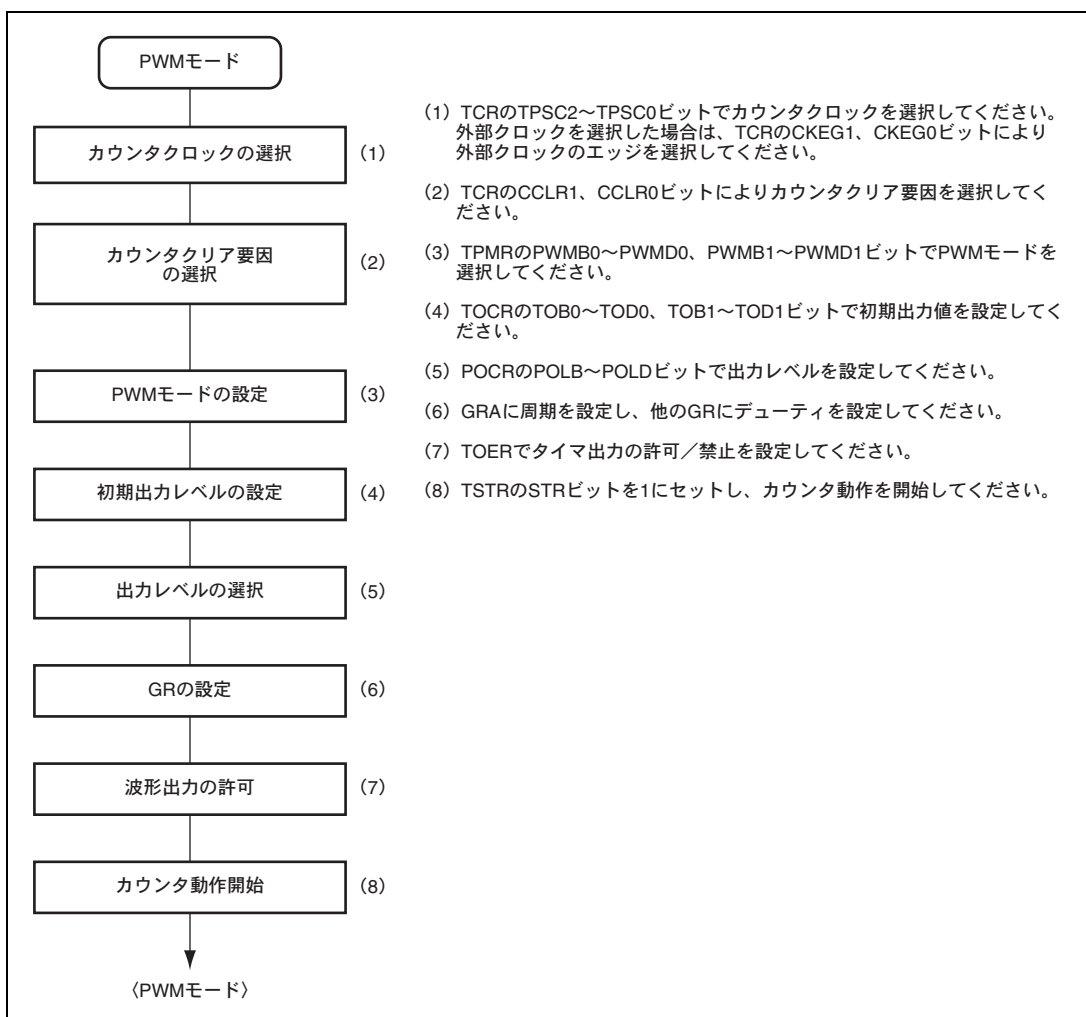 PWMモード
カウンタクロックの選択 (1)
カウンタクリア要因
の選択 (2)
PWMモードの設定 (3)
初期出力レベルの設定 (4)
出力レベルの選択 (5)
GRの設定 (6)
波形出力の許可 (7)
カウンタ動作開始 (8)
〈PWMモード〉
(1) TCRのTPSC2～TPSC0ビットでカウンタクロックを選択してください。
外部クロックを選択した場合は、TCRのCKEG1、CKEG0ビットにより
外部クロックのエッジを選択してください。
(2) TCRのCCLR1、CCLR0ビットによりカウンタクリア要因を選択してく
ださい。
(3) TPMRのPWMB0～PWMD0、PWMB1～PWMD1ビットでPWMモードを
選択してください。
(4) TOCRのTOB0～TOD0、TOB1～TOD1ビットで初期出力値を設定してく
ださい。
(5) POCRのPOLB～POLDビットで出力レベルを設定してください。
(6) GRAに周期を設定し、他のGRにデューティを設定してください。
(7) TOERでタイマ出力の許可／禁止を設定してください。
(8) TSTRのSTRビットを1にセットし、カウンタ動作を開始してください。